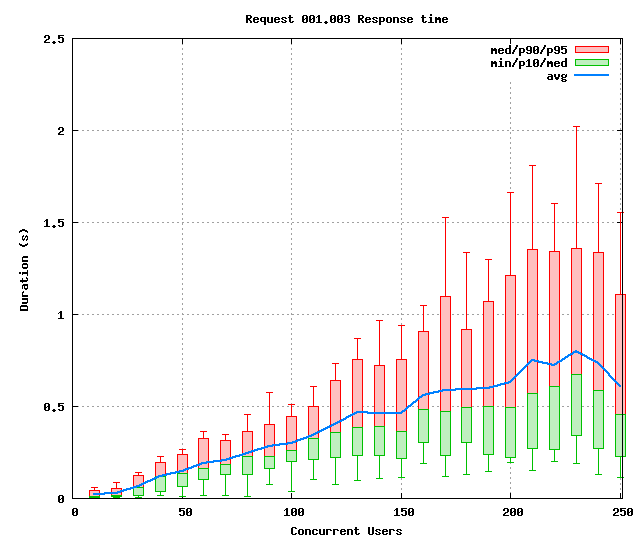 Request 001.003 Response time
med/p90/p95
min/p10/med
avg
2.5
2
1.5
1
0.5
0
Duration (s)
0 50 100 150 200 250
Concurrent Users